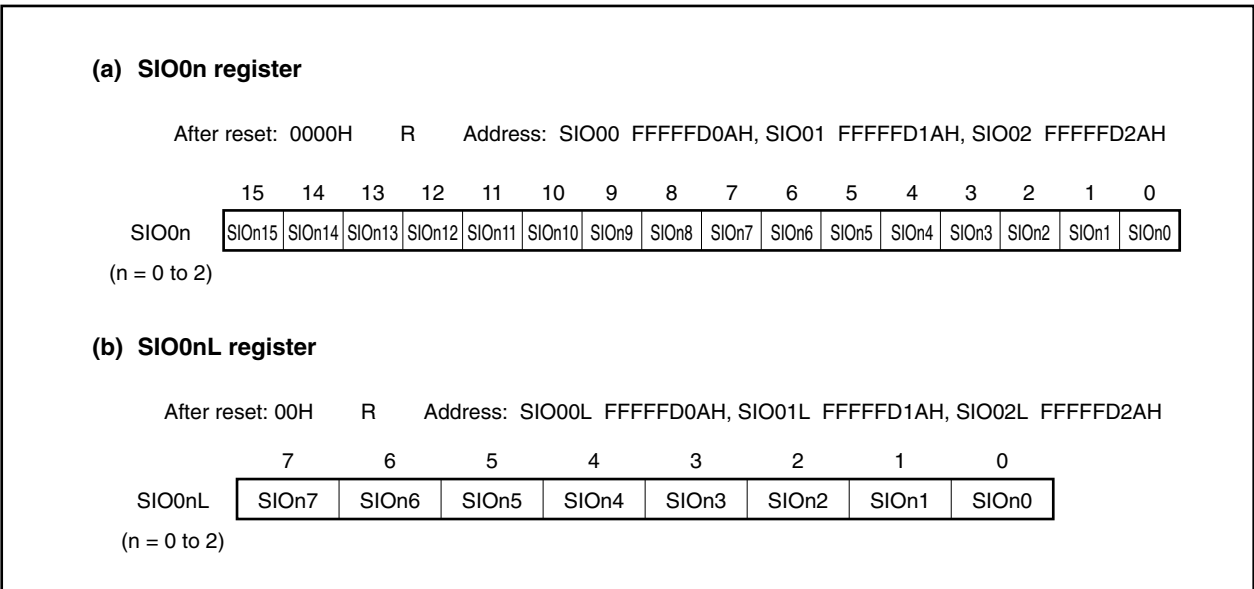 (a) SIO0n register
After reset: 0000H R Address: SIO00 FFFFFD0AH, SIO01 FFFFFD1AH, SIO02 FFFFFD2AH
15 14 13 12 11 10 9 8 7 6 5 4 3 2 1 0
SIO0n SIOn15 SIOn14 SIOn13 SIOn12 SIOn11 SIOn10 SIOn9 SIOn8 SIOn7 SIOn6 SIOn5 SIOn4 SIOn3 SIOn2 SIOn1 SIOn0
(n = 0 to 2)
(b) SIO0nL register
After reset: 00H R Address: SIO00L FFFFFD0AH, SIO01L FFFFFD1AH, SIO02L FFFFFD2AH
7 6 5 4 3 2 1 0
SIO0nL SIOn7 SIOn6 SIOn5 SIOn4 SIOn3 SIOn2 SIOn1 SIOn0
(n = 0 to 2)